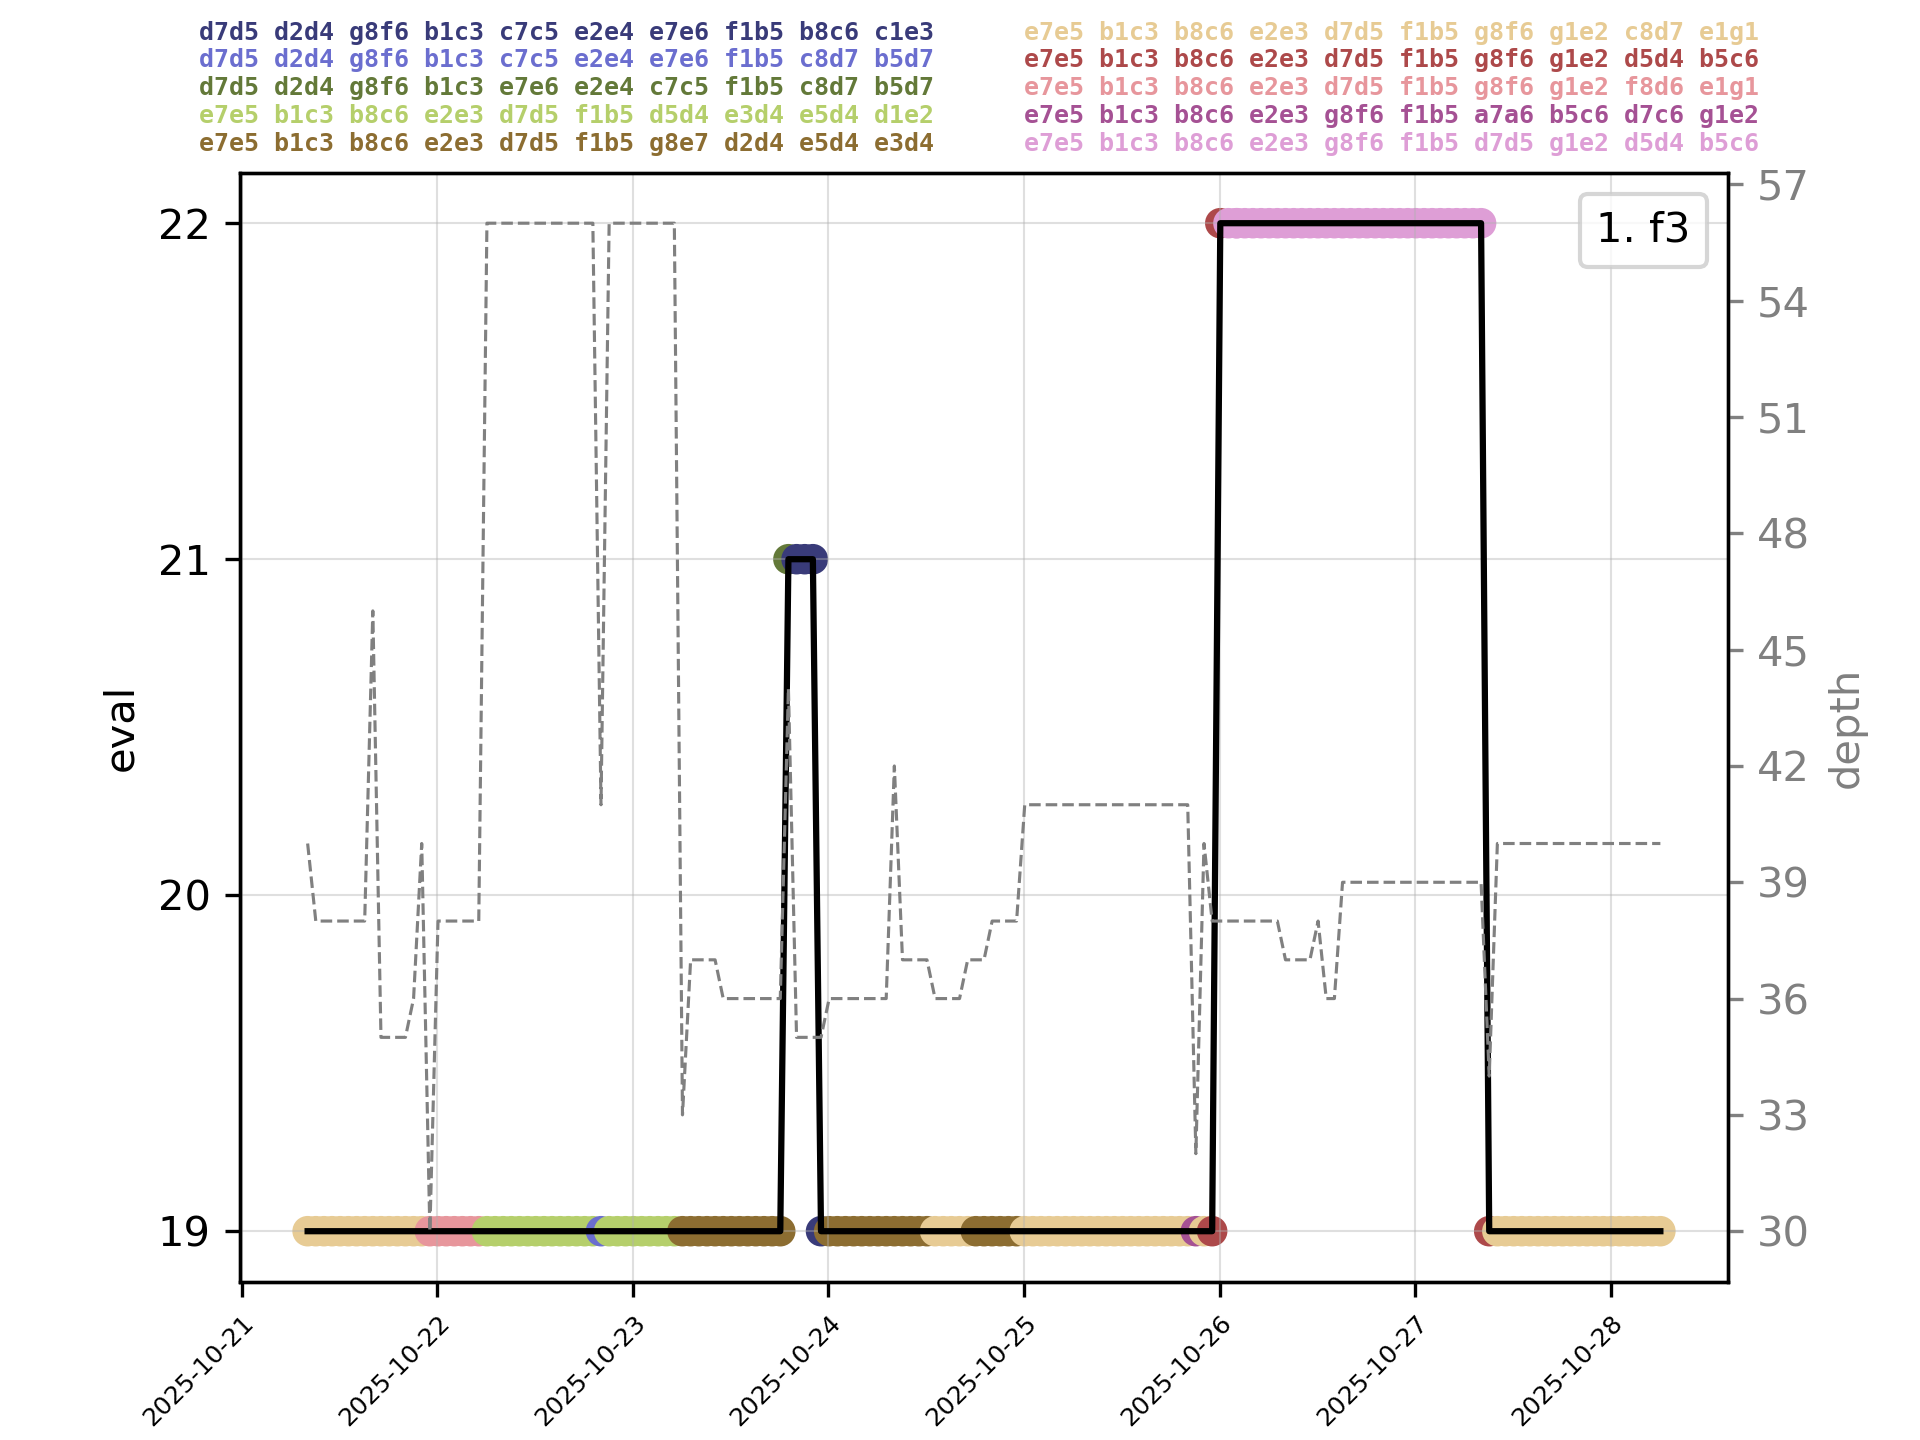 d7d5 d2d4 g8f6 b1c3 c7c5 e2e4 e7e6 f1b5 b8c6 c1e3
d7d5 d2d4 g8f6 b1c3 c7c5 e2e4 e7e6 f1b5 c8d7 b5d7
d7d5 d2d4 g8f6 b1c3 e7e6 e2e4 c7c5 f1b5 c8d7 b5d7
e7e5 b1c3 b8c6 e2e3 d7d5 f1b5 d5d4 e3d4 e5d4 d1e2
e7e5 b1c3 b8c6 e2e3 d7d5 f1b5 g8e7 d2d4 e5d4 e3d4
e7e5 b1c3 b8c6 e2e3 d7d5 f1b5 g8f6 g1e2 c8d7 e1g1
e7e5 b1c3 b8c6 e2e3 d7d5 f1b5 g8f6 g1e2 d5d4 b5c6
e7e5 b1c3 b8c6 e2e3 d7d5 f1b5 g8f6 g1e2 f8d6 e1g1
e7e5 b1c3 b8c6 e2e3 g8f6 f1b5 a7a6 b5c6 d7c6 g1e2
e7e5 b1c3 b8c6 e2e3 g8f6 f1b5 d7d5 g1e2 d5d4 b5c6
1. f3
eval
22
21
20
19
depth
57
54
51
48
45
42
39
36
33
30
2025-10-21
2025-10-22
2025-10-23
2025-10-24
2025-10-25
2025-10-26
2025-10-27
2025-10-28